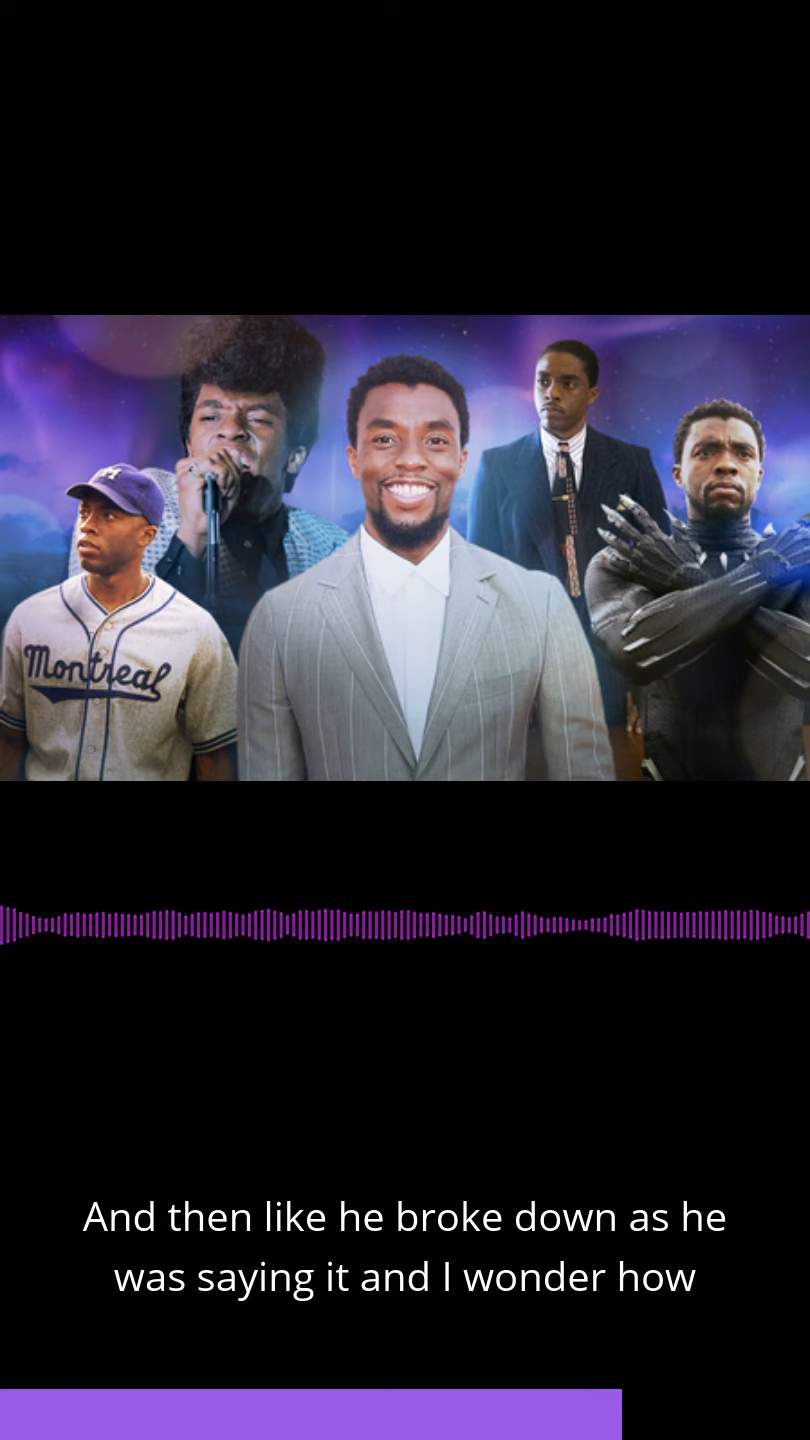 Montreal
And then like he broke down as he
was saying it and I wonder how